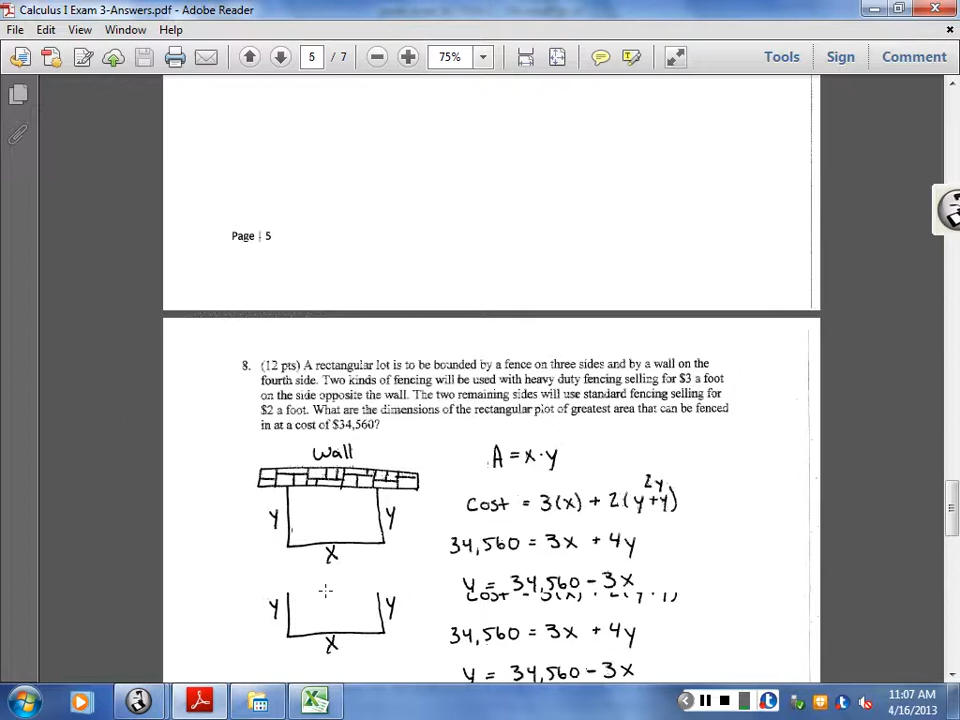 Calculus I Exam 3-Answers.pdf - Adobe Reader
File Edit View Window Help
5 / 7 75% Tools Sign Comment
Page | 5
8. (12 pts) A rectangular lot is to be bounded by a fence on three sides and by a wall on the
fourth side. Two kinds of fencing will be used with heavy duty fencing selling for $3 a foot
on the side opposite the wall. The two remaining sides will use standard fencing selling for
$2 a foot. What are the dimensions of the rectangular plot of greatest area that can be fenced
in at a cost of $34,560?
Wall
A = x·y
2y
Cost = 3(x) + 2(y+y)
y y
34,560 = 3x + 4y
x
y = 34,560 - 3x
y y
34,560 = 3x + 4y
x
y = 34,560 - 3x
11:07 AM
4/16/2013